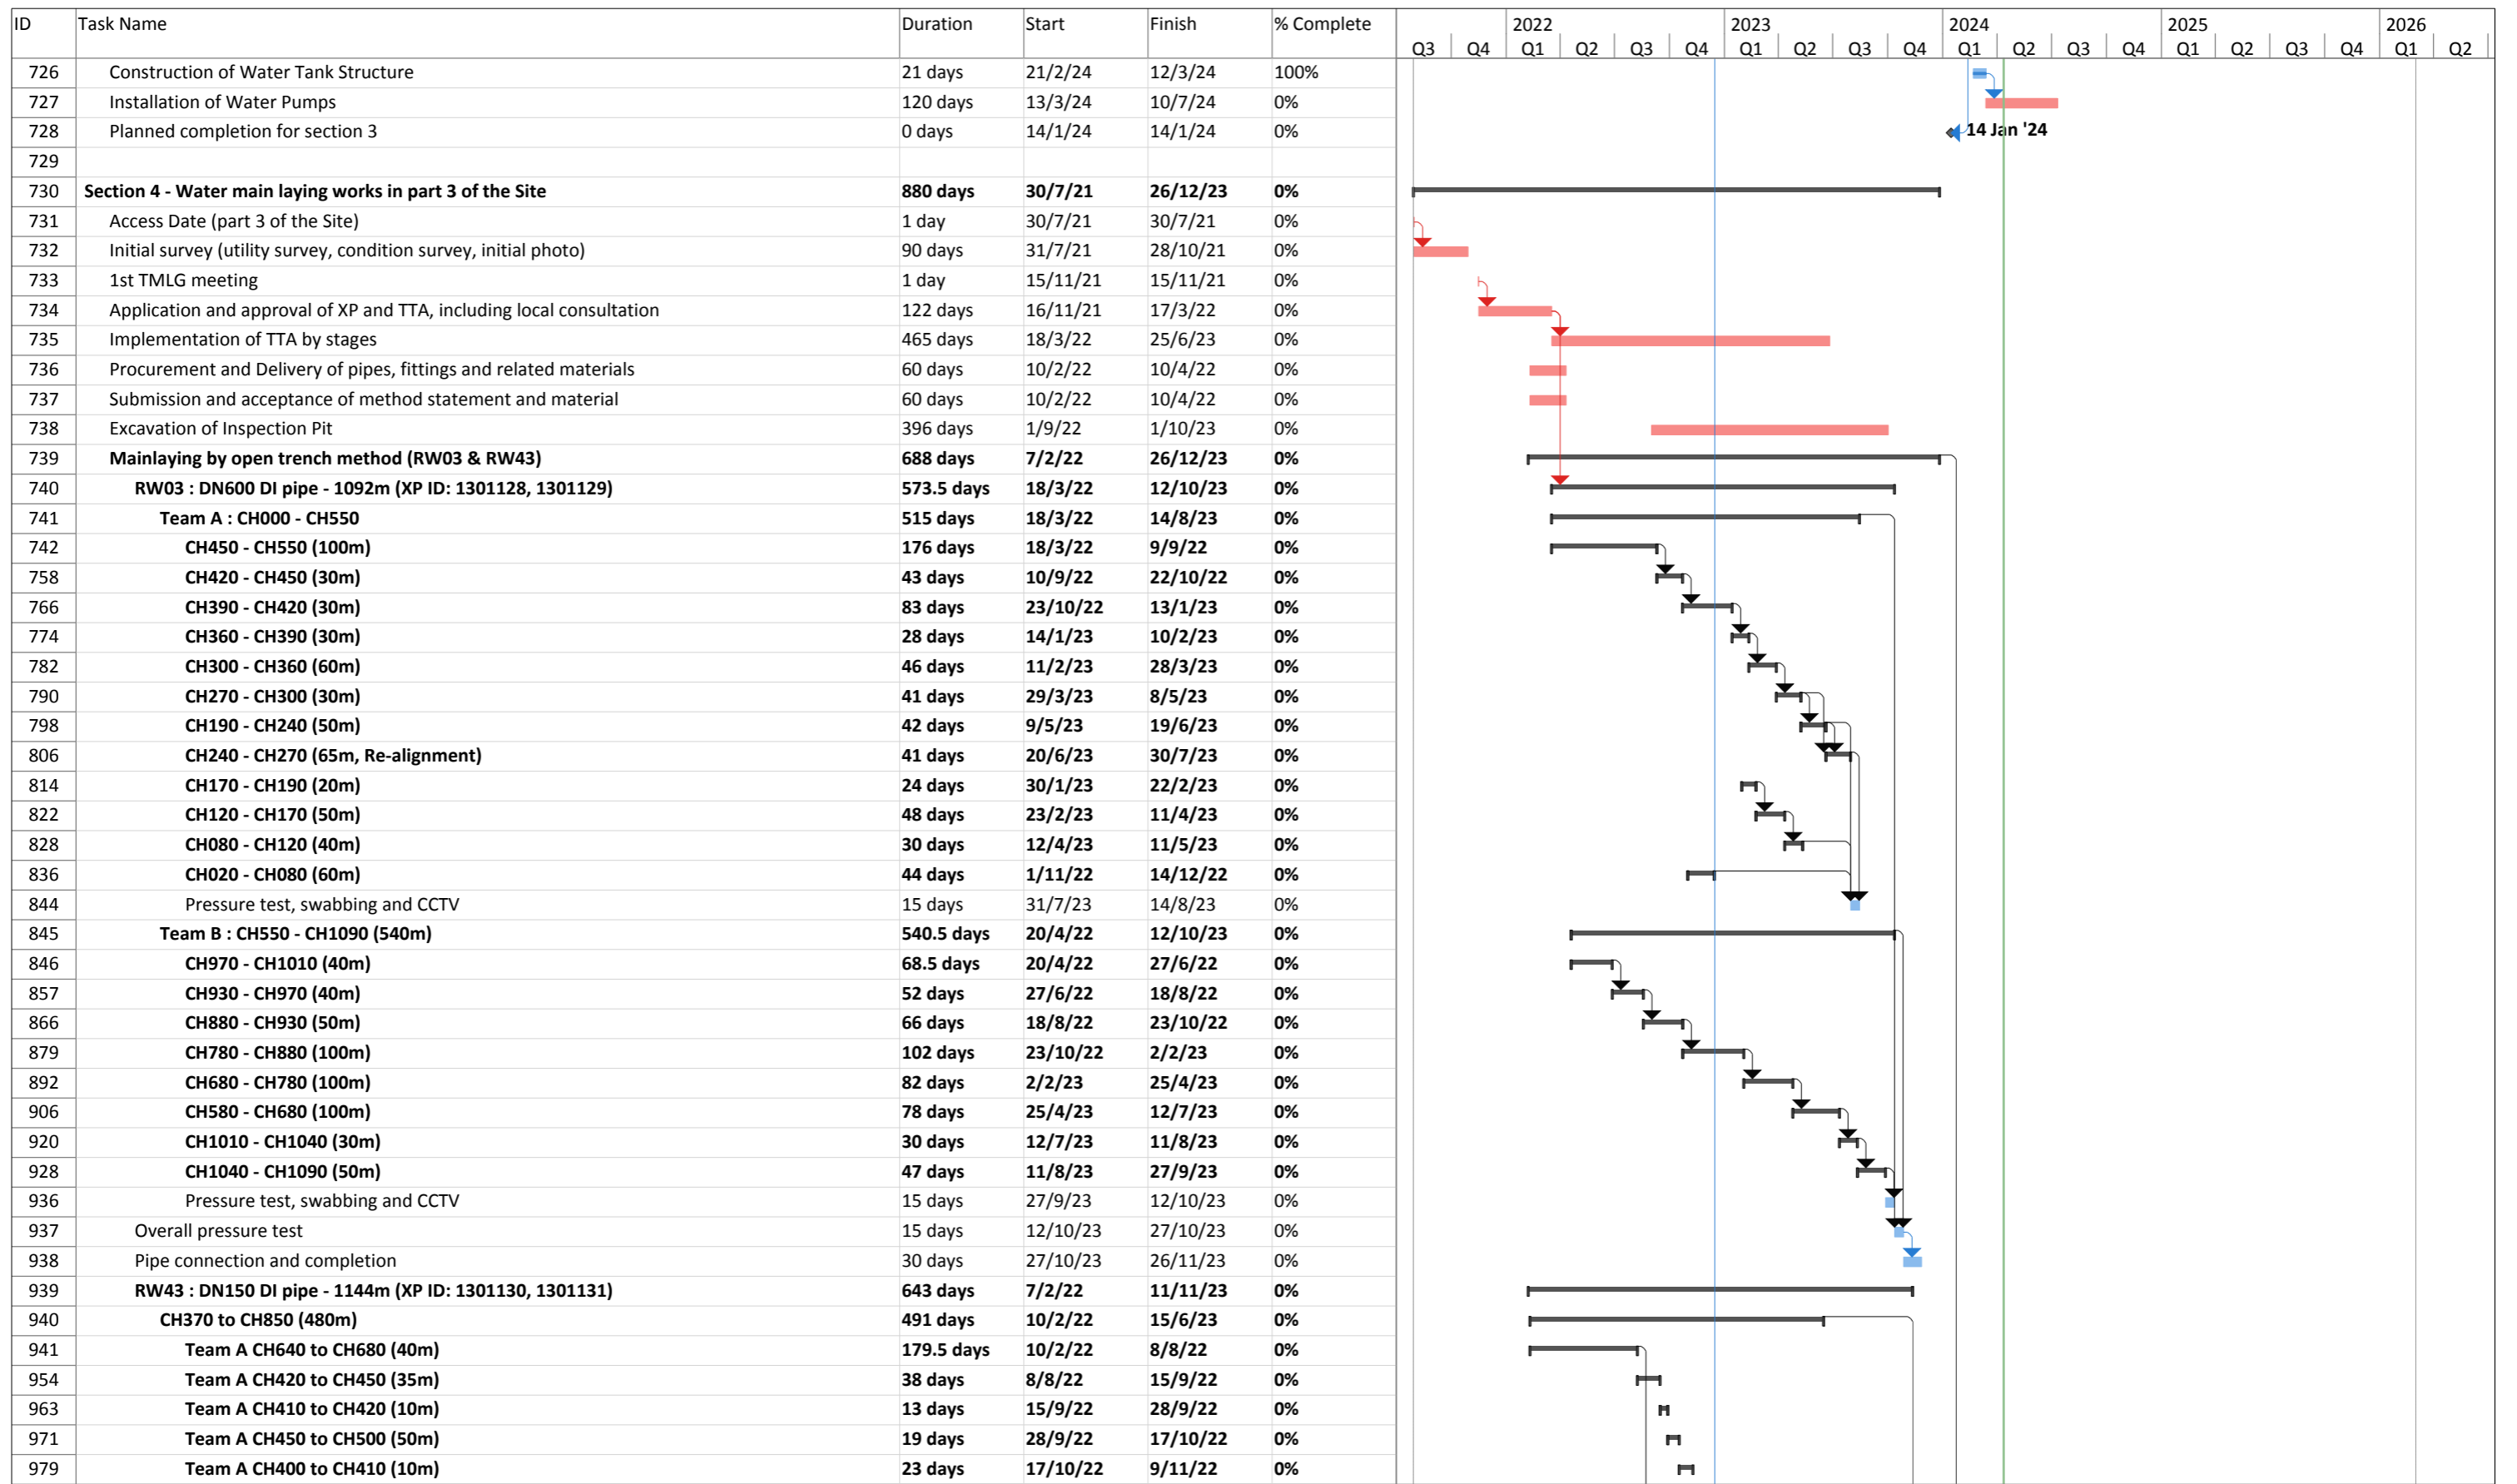 ID Task Name Duration Start Finish % Complete 2022 2023 2024 2025 2026
Q3 Q4 Q1 Q2 Q3 Q4 Q1 Q2 Q3 Q4 Q1 Q2 Q3 Q4 Q1 Q2 Q3 Q4 Q1 Q2
726 Construction of Water Tank Structure 21 days 21/2/24 12/3/24 100%
727 Installation of Water Pumps 120 days 13/3/24 10/7/24 0%
728 Planned completion for section 3 0 days 14/1/24 14/1/24 0% 14 Jan '24
729
730 Section 4 - Water main laying works in part 3 of the Site 880 days 30/7/21 26/12/23 0%
731 Access Date (part 3 of the Site) 1 day 30/7/21 30/7/21 0%
732 Initial survey (utility survey, condition survey, initial photo) 90 days 31/7/21 28/10/21 0%
733 1st TMLG meeting 1 day 15/11/21 15/11/21 0%
734 Application and approval of XP and TTA, including local consultation 122 days 16/11/21 17/3/22 0%
735 Implementation of TTA by stages 465 days 18/3/22 25/6/23 0%
736 Procurement and Delivery of pipes, fittings and related materials 60 days 10/2/22 10/4/22 0%
737 Submission and acceptance of method statement and material 60 days 10/2/22 10/4/22 0%
738 Excavation of Inspection Pit 396 days 1/9/22 1/10/23 0%
739 Mainlaying by open trench method (RW03 & RW43) 688 days 7/2/22 26/12/23 0%
740 RW03 : DN600 DI pipe - 1092m (XP ID: 1301128, 1301129) 573.5 days 18/3/22 12/10/23 0%
741 Team A : CH000 - CH550 515 days 18/3/22 14/8/23 0%
742 CH450 - CH550 (100m) 176 days 18/3/22 9/9/22 0%
758 CH420 - CH450 (30m) 43 days 10/9/22 22/10/22 0%
766 CH390 - CH420 (30m) 83 days 23/10/22 13/1/23 0%
774 CH360 - CH390 (30m) 28 days 14/1/23 10/2/23 0%
782 CH300 - CH360 (60m) 46 days 11/2/23 28/3/23 0%
790 CH270 - CH300 (30m) 41 days 29/3/23 8/5/23 0%
798 CH190 - CH240 (50m) 42 days 9/5/23 19/6/23 0%
806 CH240 - CH270 (65m, Re-alignment) 41 days 20/6/23 30/7/23 0%
814 CH170 - CH190 (20m) 24 days 30/1/23 22/2/23 0%
822 CH120 - CH170 (50m) 48 days 23/2/23 11/4/23 0%
828 CH080 - CH120 (40m) 30 days 12/4/23 11/5/23 0%
836 CH020 - CH080 (60m) 44 days 1/11/22 14/12/22 0%
844 Pressure test, swabbing and CCTV 15 days 31/7/23 14/8/23 0%
845 Team B : CH550 - CH1090 (540m) 540.5 days 20/4/22 12/10/23 0%
846 CH970 - CH1010 (40m) 68.5 days 20/4/22 27/6/22 0%
857 CH930 - CH970 (40m) 52 days 27/6/22 18/8/22 0%
866 CH880 - CH930 (50m) 66 days 18/8/22 23/10/22 0%
879 CH780 - CH880 (100m) 102 days 23/10/22 2/2/23 0%
892 CH680 - CH780 (100m) 82 days 2/2/23 25/4/23 0%
906 CH580 - CH680 (100m) 78 days 25/4/23 12/7/23 0%
920 CH1010 - CH1040 (30m) 30 days 12/7/23 11/8/23 0%
928 CH1040 - CH1090 (50m) 47 days 11/8/23 27/9/23 0%
936 Pressure test, swabbing and CCTV 15 days 27/9/23 12/10/23 0%
937 Overall pressure test 15 days 12/10/23 27/10/23 0%
938 Pipe connection and completion 30 days 27/10/23 26/11/23 0%
939 RW43 : DN150 DI pipe - 1144m (XP ID: 1301130, 1301131) 643 days 7/2/22 11/11/23 0%
940 CH370 to CH850 (480m) 491 days 10/2/22 15/6/23 0%
941 Team A CH640 to CH680 (40m) 179.5 days 10/2/22 8/8/22 0%
954 Team A CH420 to CH450 (35m) 38 days 8/8/22 15/9/22 0%
963 Team A CH410 to CH420 (10m) 13 days 15/9/22 28/9/22 0%
971 Team A CH450 to CH500 (50m) 19 days 28/9/22 17/10/22 0%
979 Team A CH400 to CH410 (10m) 23 days 17/10/22 9/11/22 0%